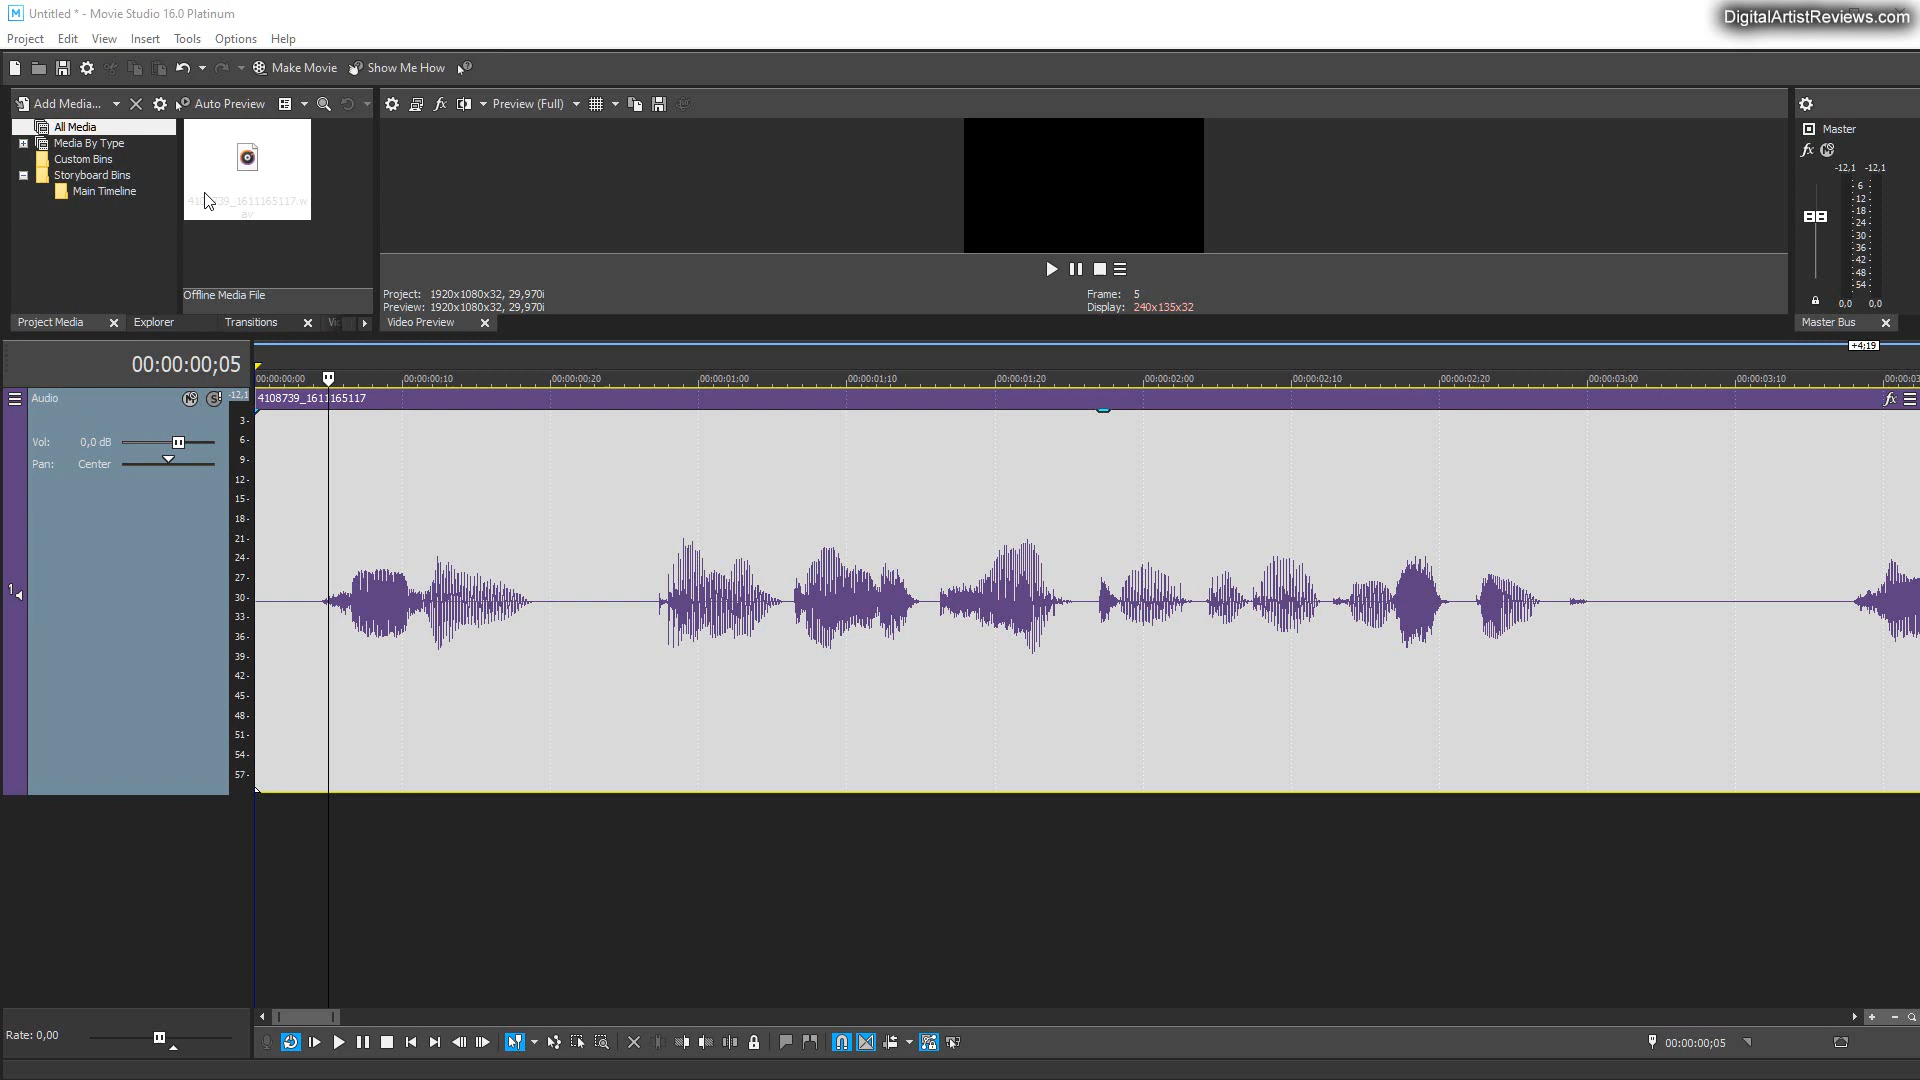 Untitled * - Movie Studio 16.0 Platinum
DigitalArtistReviews.com
Project Edit View Insert Tools Options Help
Make Movie Show Me How
Add Media... Auto Preview
Preview (Full)
All Media
Media By Type
Custom Bins
Storyboard Bins
Main Timeline
Offline Media File
Project Media Explorer Transitions
Project: 1920x1080x32, 29,970i
Preview: 1920x1080x32, 29,970i
Frame: 5
Display: 240x135x32
Video Preview
Master
-12,1 -12,1
- 6 -
-12-
-18-
-24-
-30-
-36-
-42-
-48-
-54-
0,0 0,0
Master Bus
+4;19
00:00:00;05
00:00:00;00 00:00:00;10 00:00:00;20 00:00:01;00 00:00:01;10 00:00:01;20 00:00:02;00 00:00:02;10 00:00:02;20 00:00:03;00 00:00:03;10
Audio
-12,1
4108739_1611165117
fx
Vol: 0,0 dB
Pan: Center
3-
6-
9-
12-
15-
18-
21-
24-
27-
30-
33-
36-
39-
42-
45-
48-
51-
54-
57-
1
Rate: 0,00
00:00:00;05